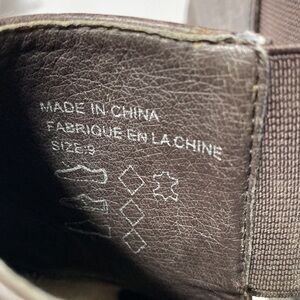 MADE IN CHINA
FABRIQUE EN LA CHINE
SIZE:9